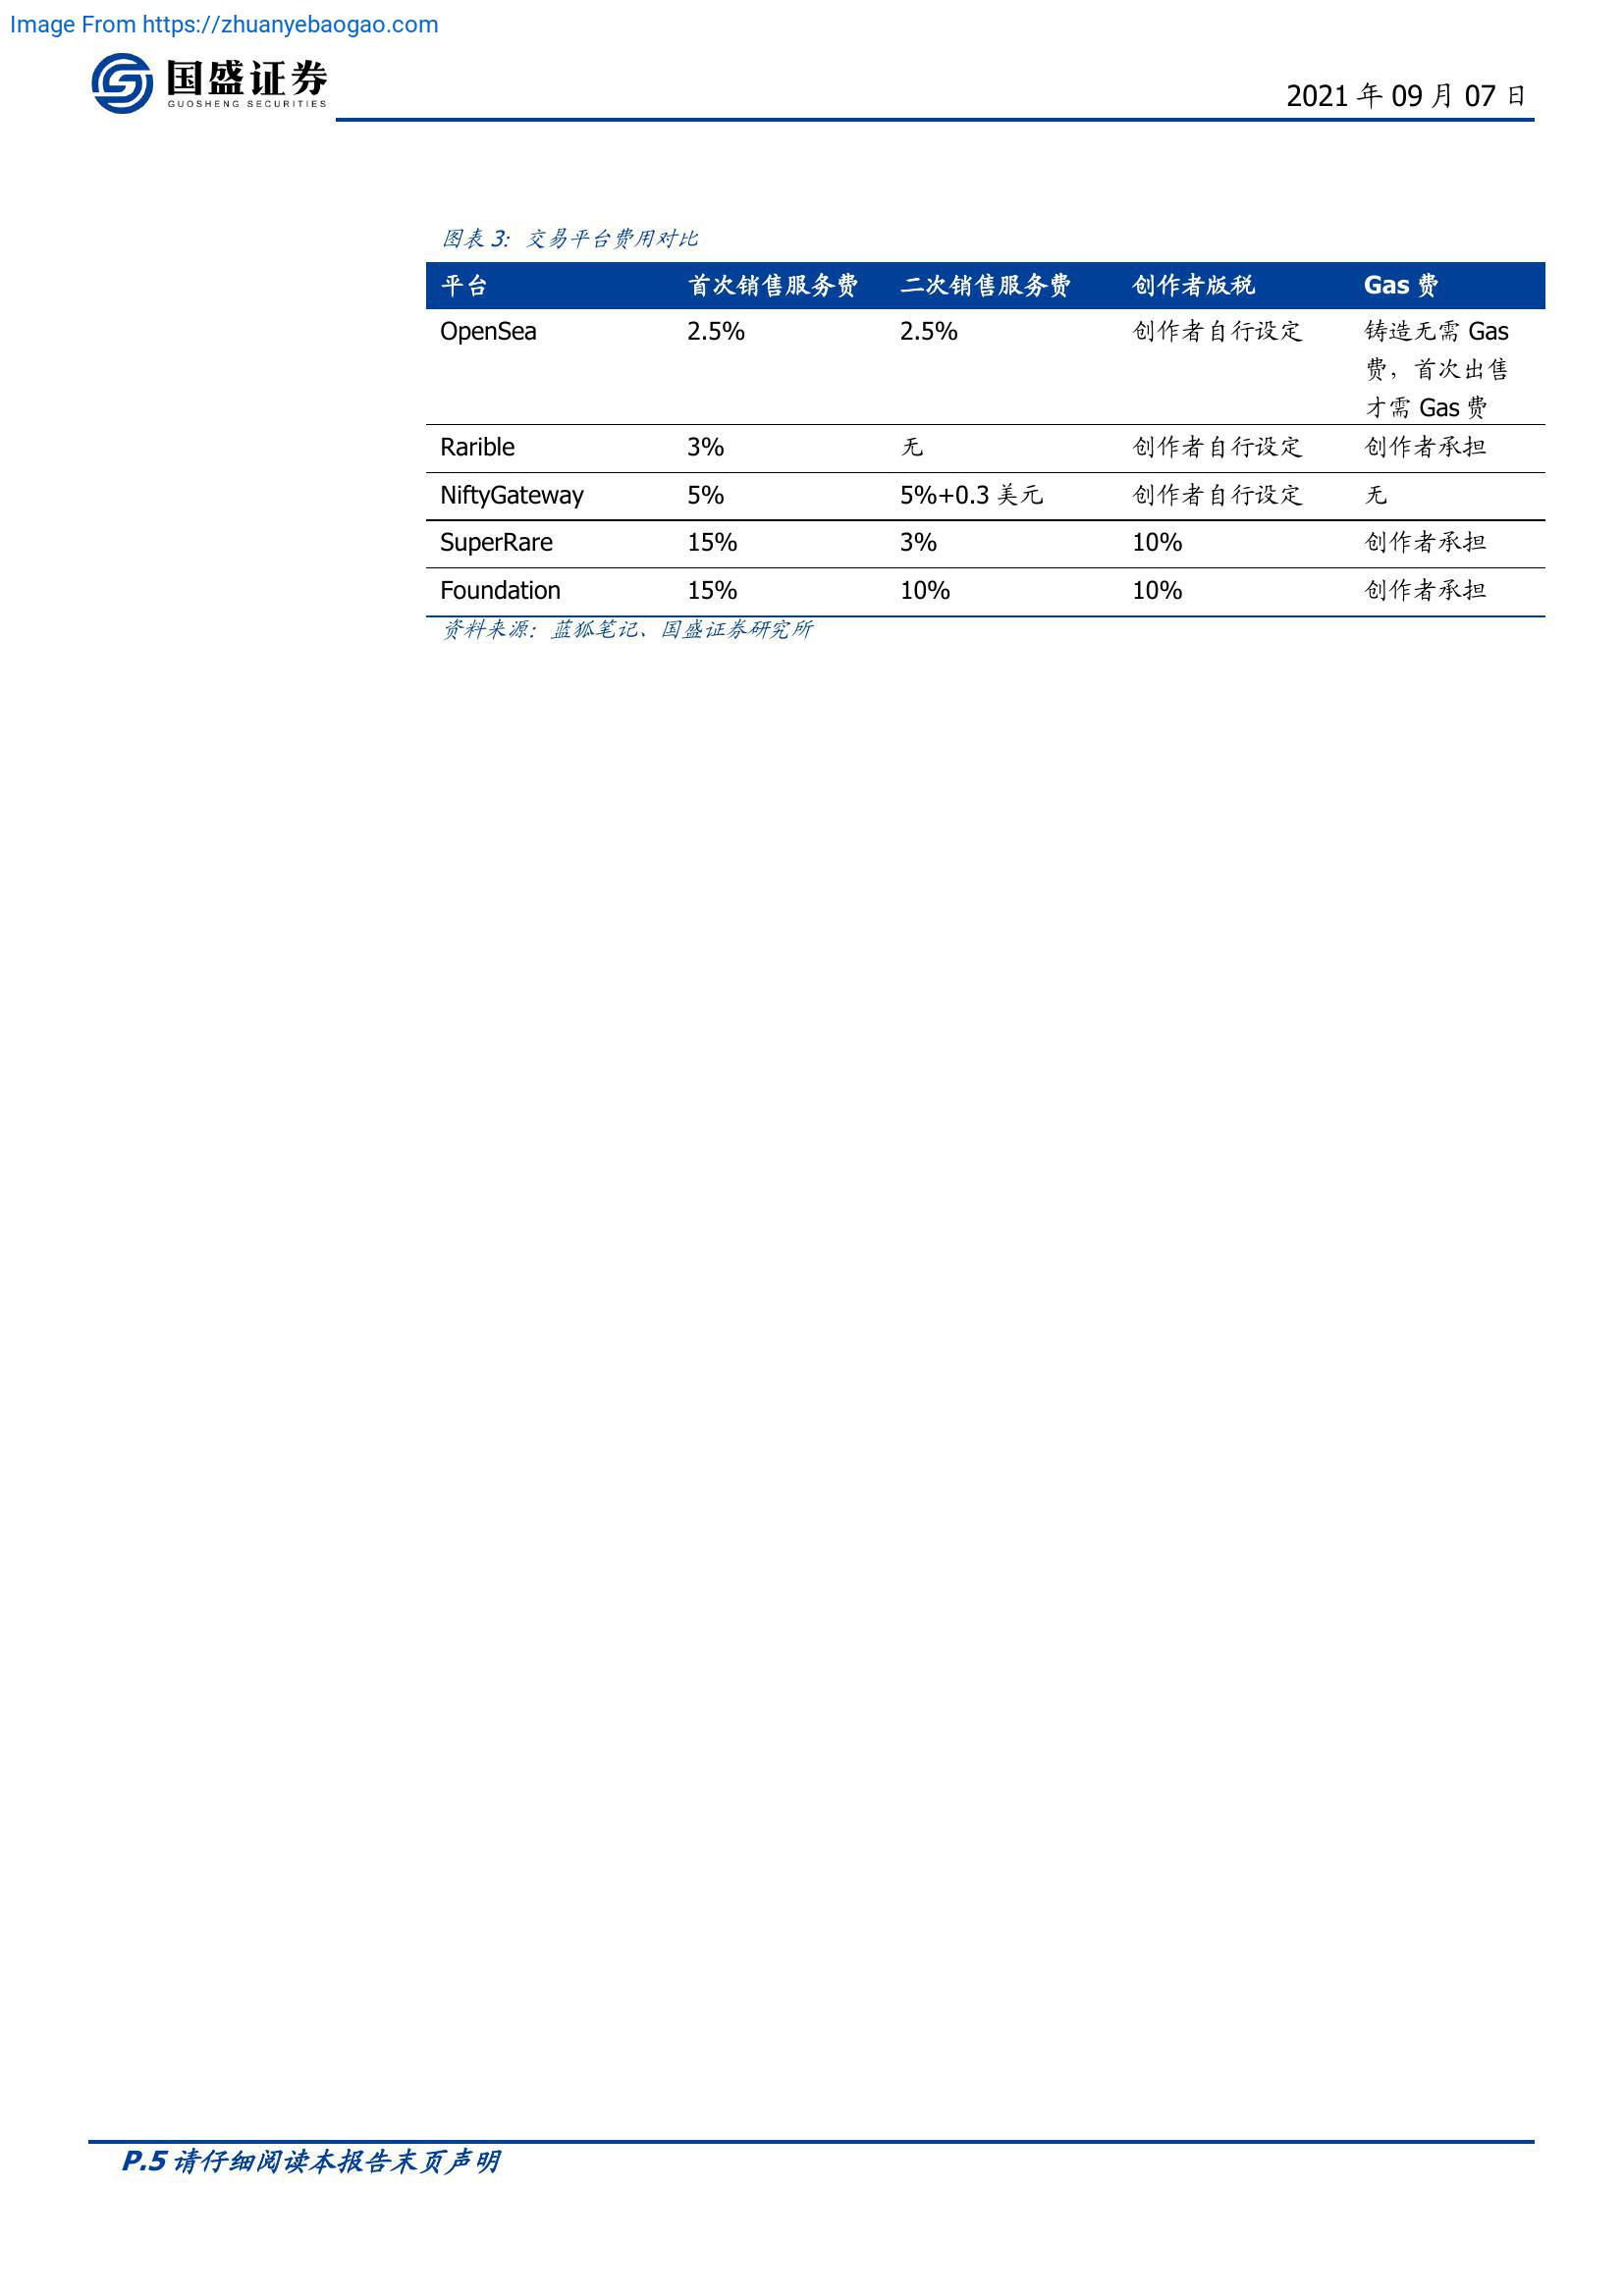 Image From https://zhuanyebaogao.com
国盛证券
GUOSHENG SECURITIES
2021 年 09 月 07 日
图表 3: 交易平台费用对比
平台 首次销售服务费 二次销售服务费 创作者版税 Gas 费
OpenSea 2.5% 2.5% 创作者自行设定 铸造无需 Gas
费，首次出售
才需 Gas 费
Rarible 3% 无 创作者自行设定 创作者承担
NiftyGateway 5% 5%+0.3 美元 创作者自行设定 无
SuperRare 15% 3% 10% 创作者承担
Foundation 15% 10% 10% 创作者承担
资料来源：蓝狐笔记、国盛证券研究所
P.5 请仔细阅读本报告末页声明